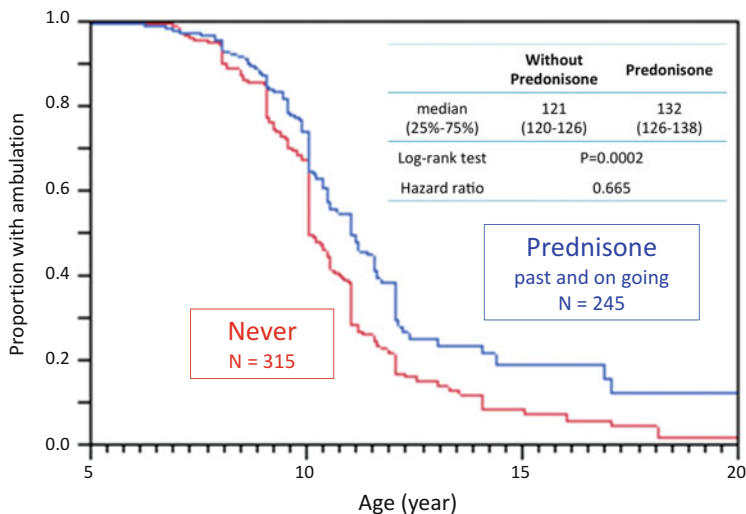 Proportion with ambulation
1.0
0.8
0.6
0.4
0.2
0.0
5
10
15
20
Age (year)
Without Predonisone
Predonisone
median (25%-75%)
121 (120-126)
132 (126-138)
Log-rank test
P=0.0002
Hazard ratio
0.665
Prednisone
past and on going
N = 245
Never
N = 315